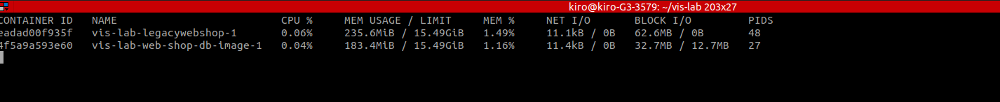 kiro@kiro-G3-3579: ~/vis-lab 203x27
CONTAINER ID   NAME                          CPU %     MEM USAGE / LIMIT     MEM %     NET I/O       BLOCK I/O         PIDS
eadad00f935f   vis-lab-legacywebshop-1       0.06%     235.6MiB / 15.49GiB   1.49%     11.1kB / 0B   62.6MB / 0B       48
4f5a9a593e60   vis-lab-web-shop-db-image-1   0.04%     183.4MiB / 15.49GiB   1.16%     11.4kB / 0B   32.7MB / 12.7MB   27